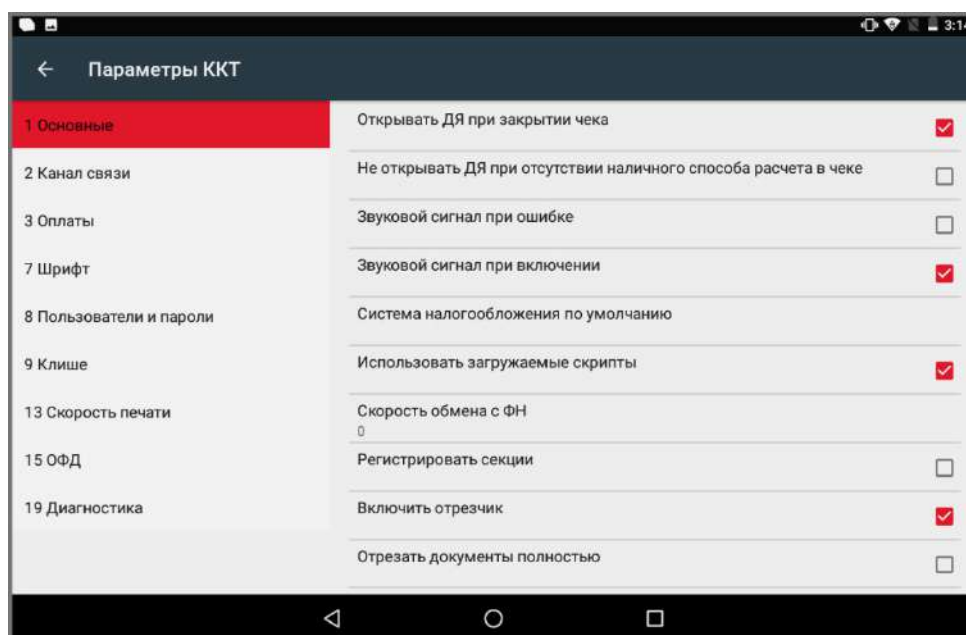 3:14
Параметры ККТ
1 Основные
2 Канал связи
3 Оплаты
7 Шрифт
8 Пользователи и пароли
9 Клише
13 Скорость печати
15 ОФД
19 Диагностика
Открывать ДЯ при закрытии чека
Не открывать ДЯ при отсутствии наличного способа расчета в чеке
Звуковой сигнал при ошибке
Звуковой сигнал при включении
Система налогообложения по умолчанию
Использовать загружаемые скрипты
Скорость обмена с ФН
0
Регистрировать секции
Включить отрезчик
Отрезать документы полностью